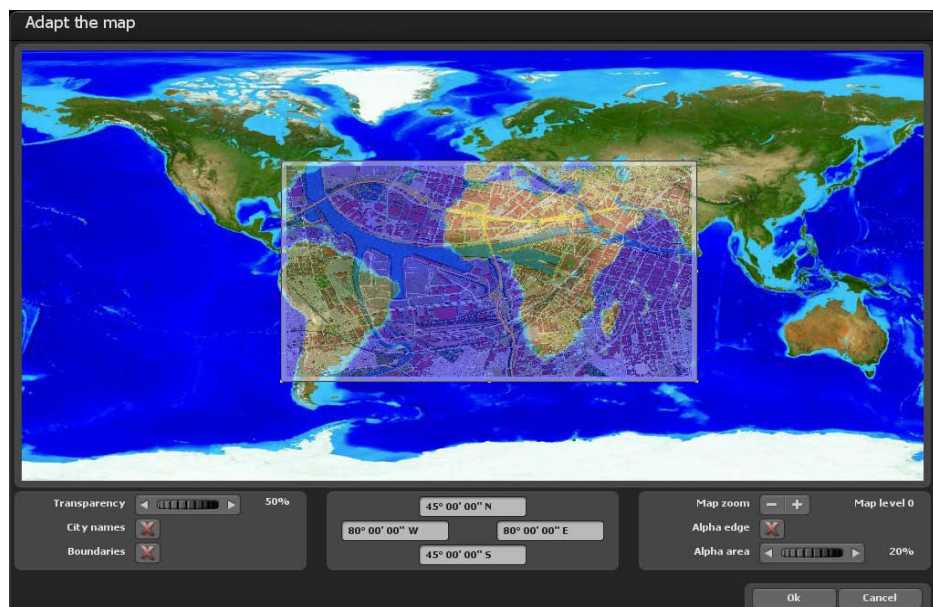 Adapt the map
Transparency 50%
City names
Boundaries
45° 00' 00" N
80° 00' 00" W 80° 00' 00" E
45° 00' 00" S
Map zoom Map level 0
Alpha edge
Alpha area 20%
Ok Cancel